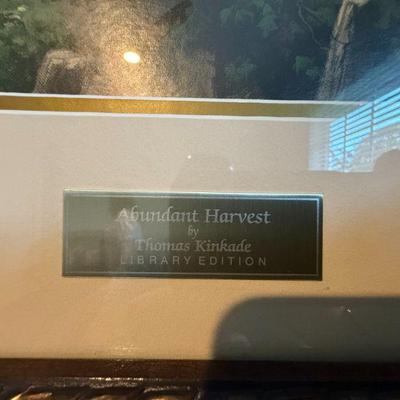 Abundant Harvest
by
Thomas Kinkade
LIBRARY EDITION